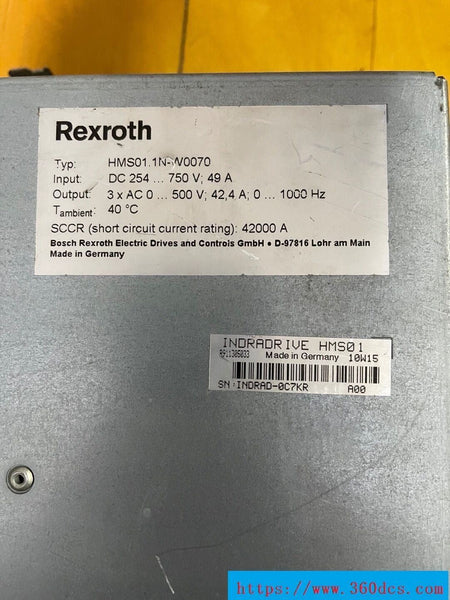 Rexroth
Typ: HMS01.1N-W0070
Input: DC 254 ... 750 V; 49 A
Output: 3 x AC 0 ... 500 V; 42,4 A; 0 ... 1000 Hz
Tambient: 40 °C
SCCR (short circuit current rating): 42000 A
Bosch Rexroth Electric Drives and Controls GmbH • D-97816 Lohr am Main
Made in Germany
INDRADRIVE HMS01
R911305033 Made in Germany 10W15
SN:INDRAD-0C7KR A00
https://www.360dcs.com